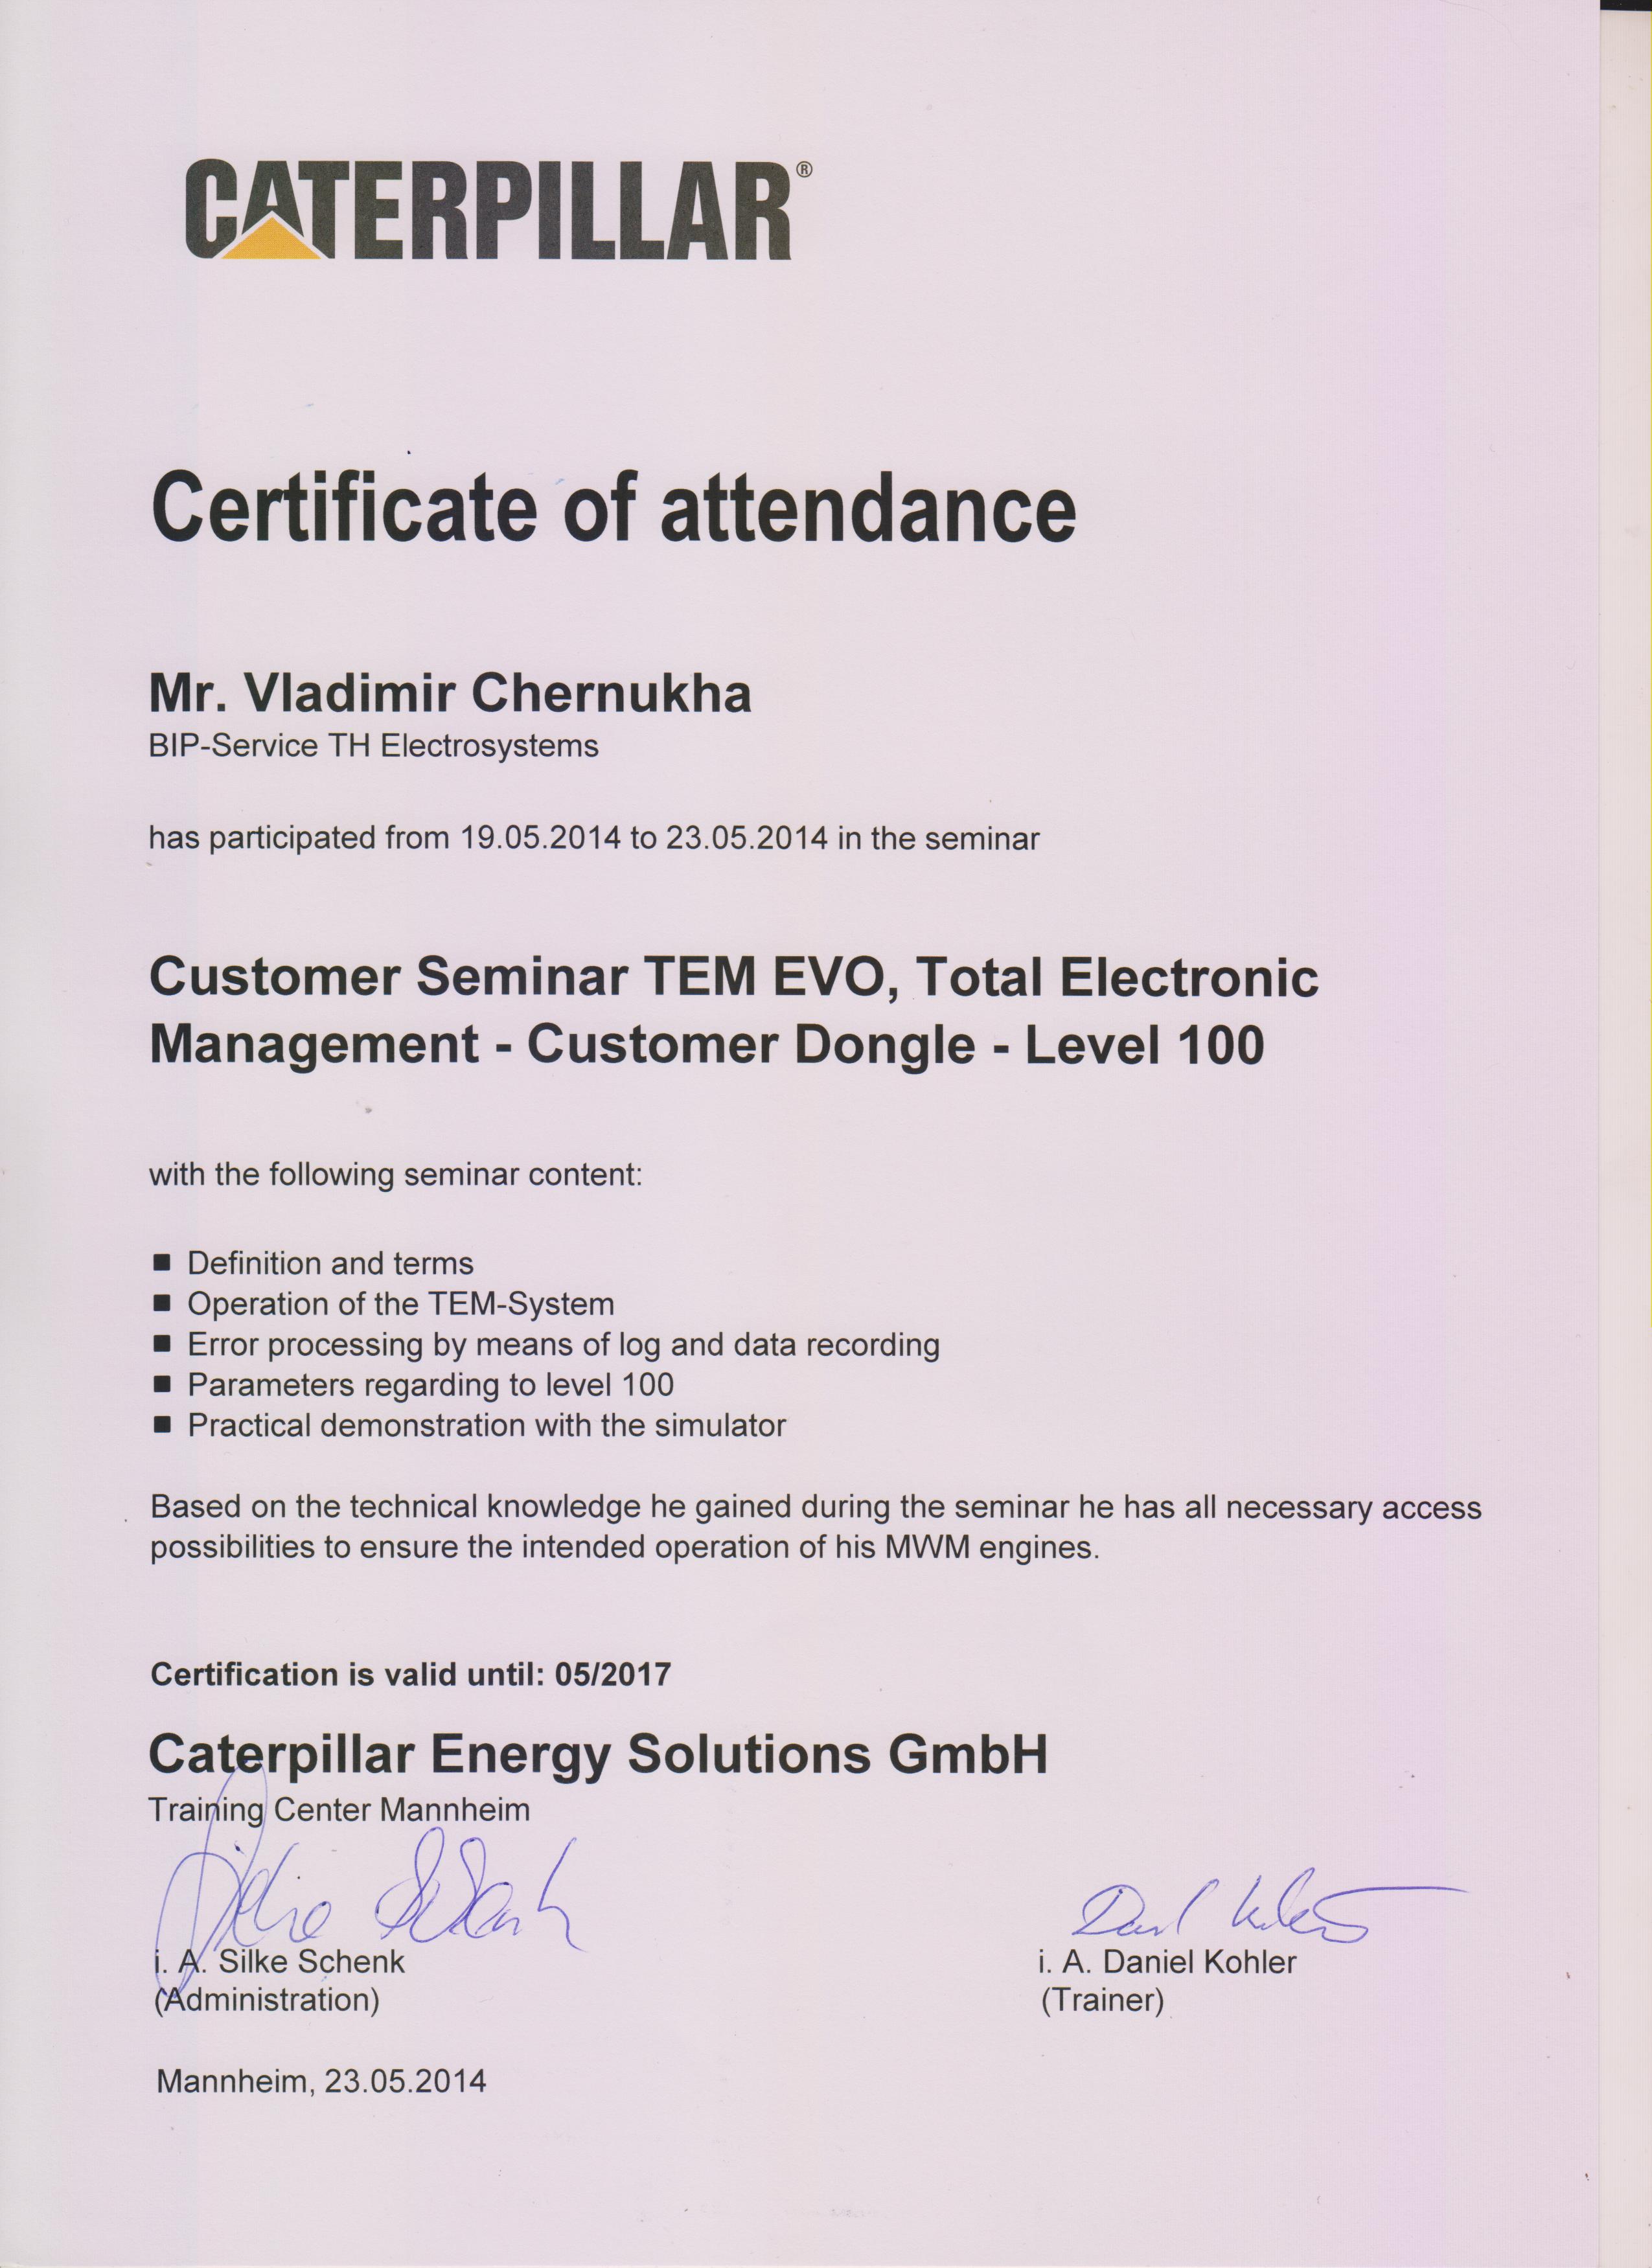 CATERPILLAR®
Certificate of attendance
Mr. Vladimir Chernukha
BIP-Service TH Electrosystems
has participated from 19.05.2014 to 23.05.2014 in the seminar
Customer Seminar TEM EVO, Total Electronic
Management - Customer Dongle - Level 100
with the following seminar content:
■ Definition and terms
■ Operation of the TEM-System
■ Error processing by means of log and data recording
■ Parameters regarding to level 100
■ Practical demonstration with the simulator
Based on the technical knowledge he gained during the seminar he has all necessary access
possibilities to ensure the intended operation of his MWM engines.
Certification is valid until: 05/2017
Caterpillar Energy Solutions GmbH
Training Center Mannheim
Silke Schenk
i. A. Silke Schenk
(Administration)
i. A. Daniel Kohler
(Trainer)
Mannheim, 23.05.2014